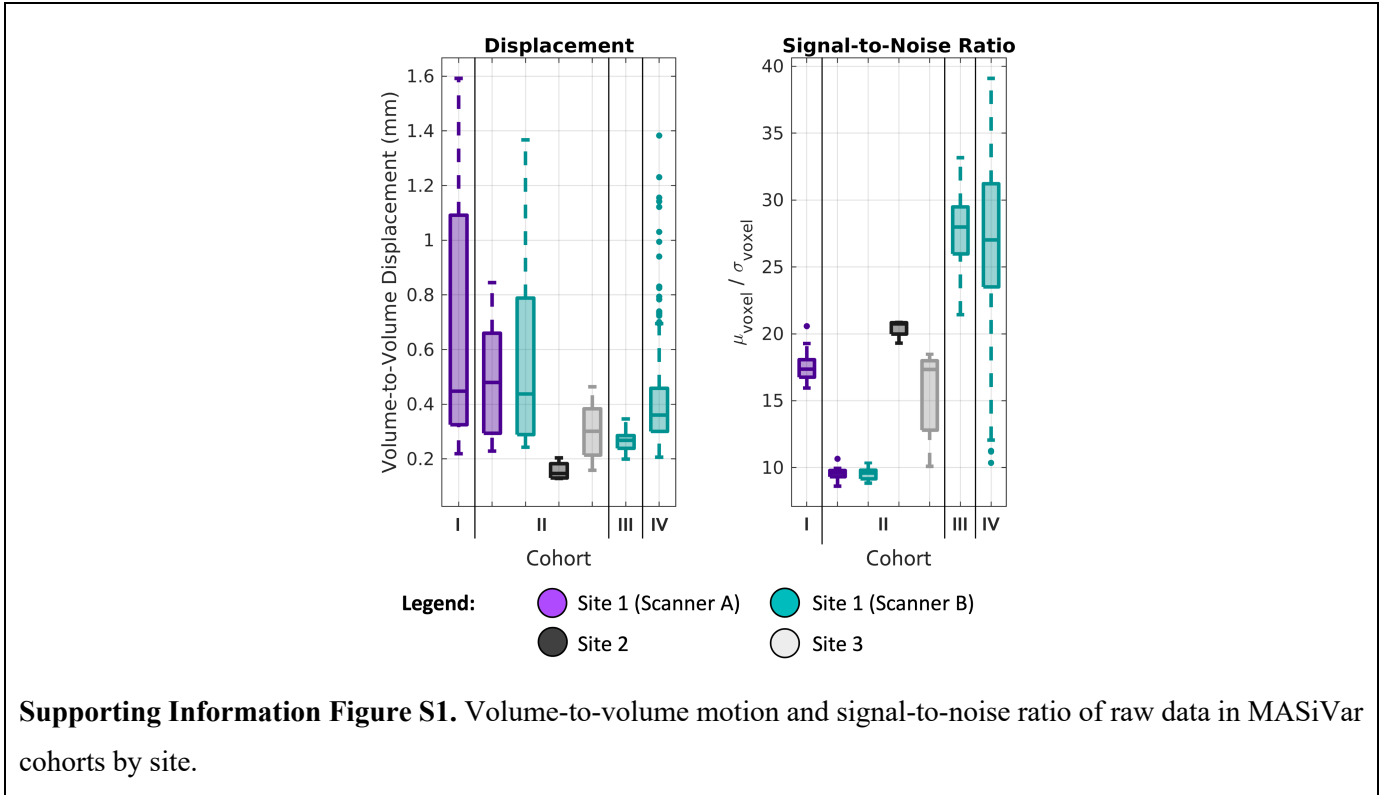 Displacement
Volume-to-Volume Displacement (mm)
1.6
1.4
1.2
1
0.8
0.6
0.4
0.2
I II III IV
Cohort
Signal-to-Noise Ratio
μvoxel / σvoxel
40
35
30
25
20
15
10
I II III IV
Cohort
Legend:
Site 1 (Scanner A) Site 1 (Scanner B)
Site 2 Site 3
Supporting Information Figure S1. Volume-to-volume motion and signal-to-noise ratio of raw data in MASiVar
cohorts by site.